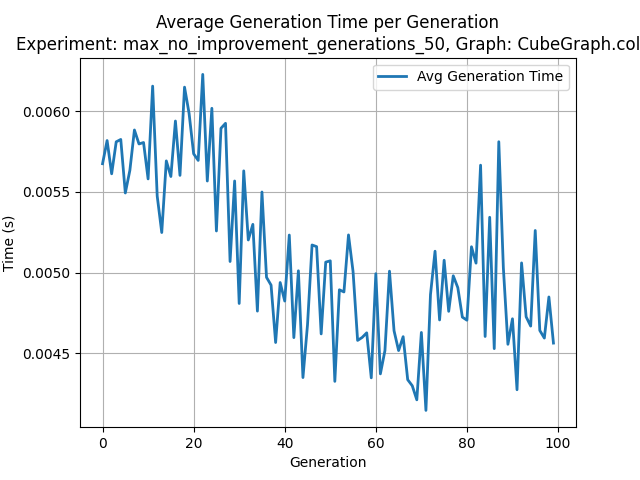 Average Generation Time per Generation
Experiment: max_no_improvement_generations_50, Graph: CubeGraph.col
Avg Generation Time
0.0060
0.0055
0.0050
0.0045
Time (s)
0 20 40 60 80 100
Generation